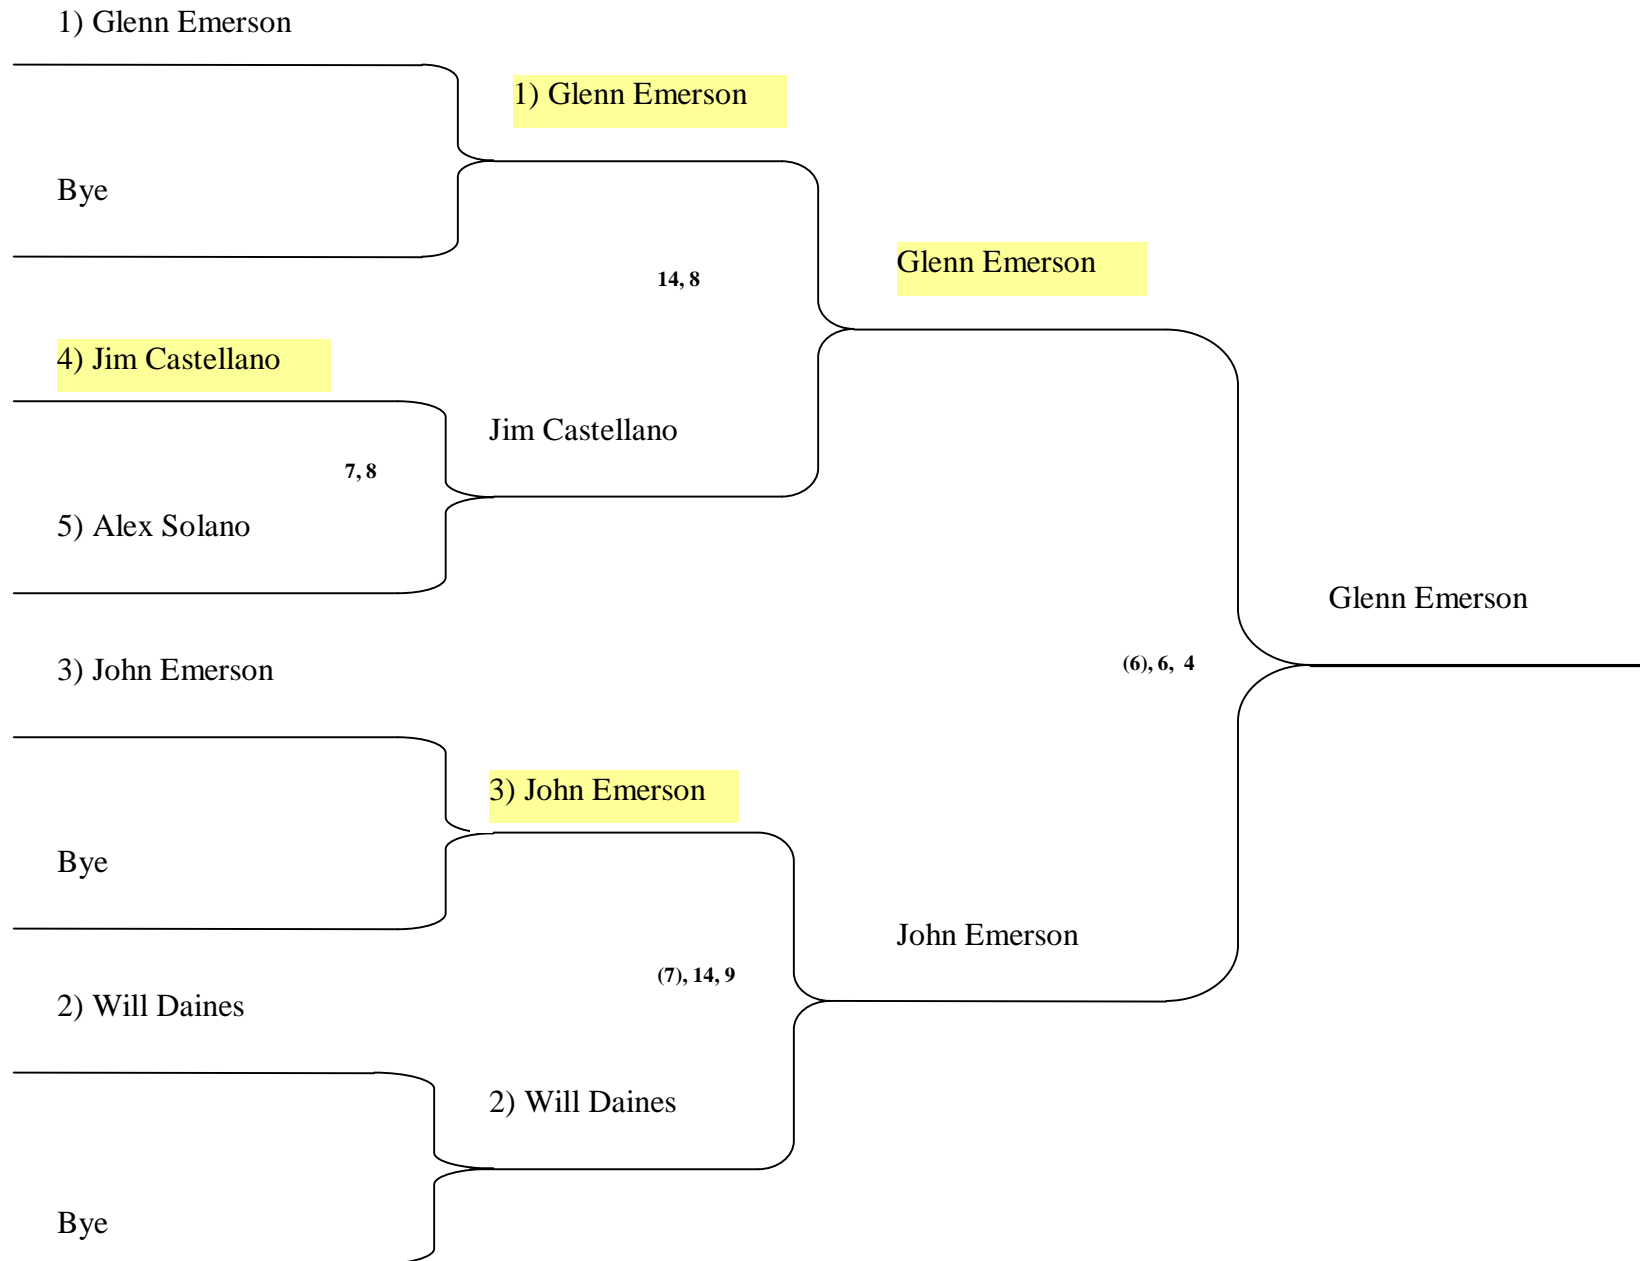 1) Glenn Emerson
1) Glenn Emerson
Bye
Glenn Emerson
14, 8
4) Jim Castellano
Jim Castellano
7, 8
5) Alex Solano
Glenn Emerson
(6), 6, 4
3) John Emerson
3) John Emerson
Bye
John Emerson
(7), 14, 9
2) Will Daines
2) Will Daines
Bye